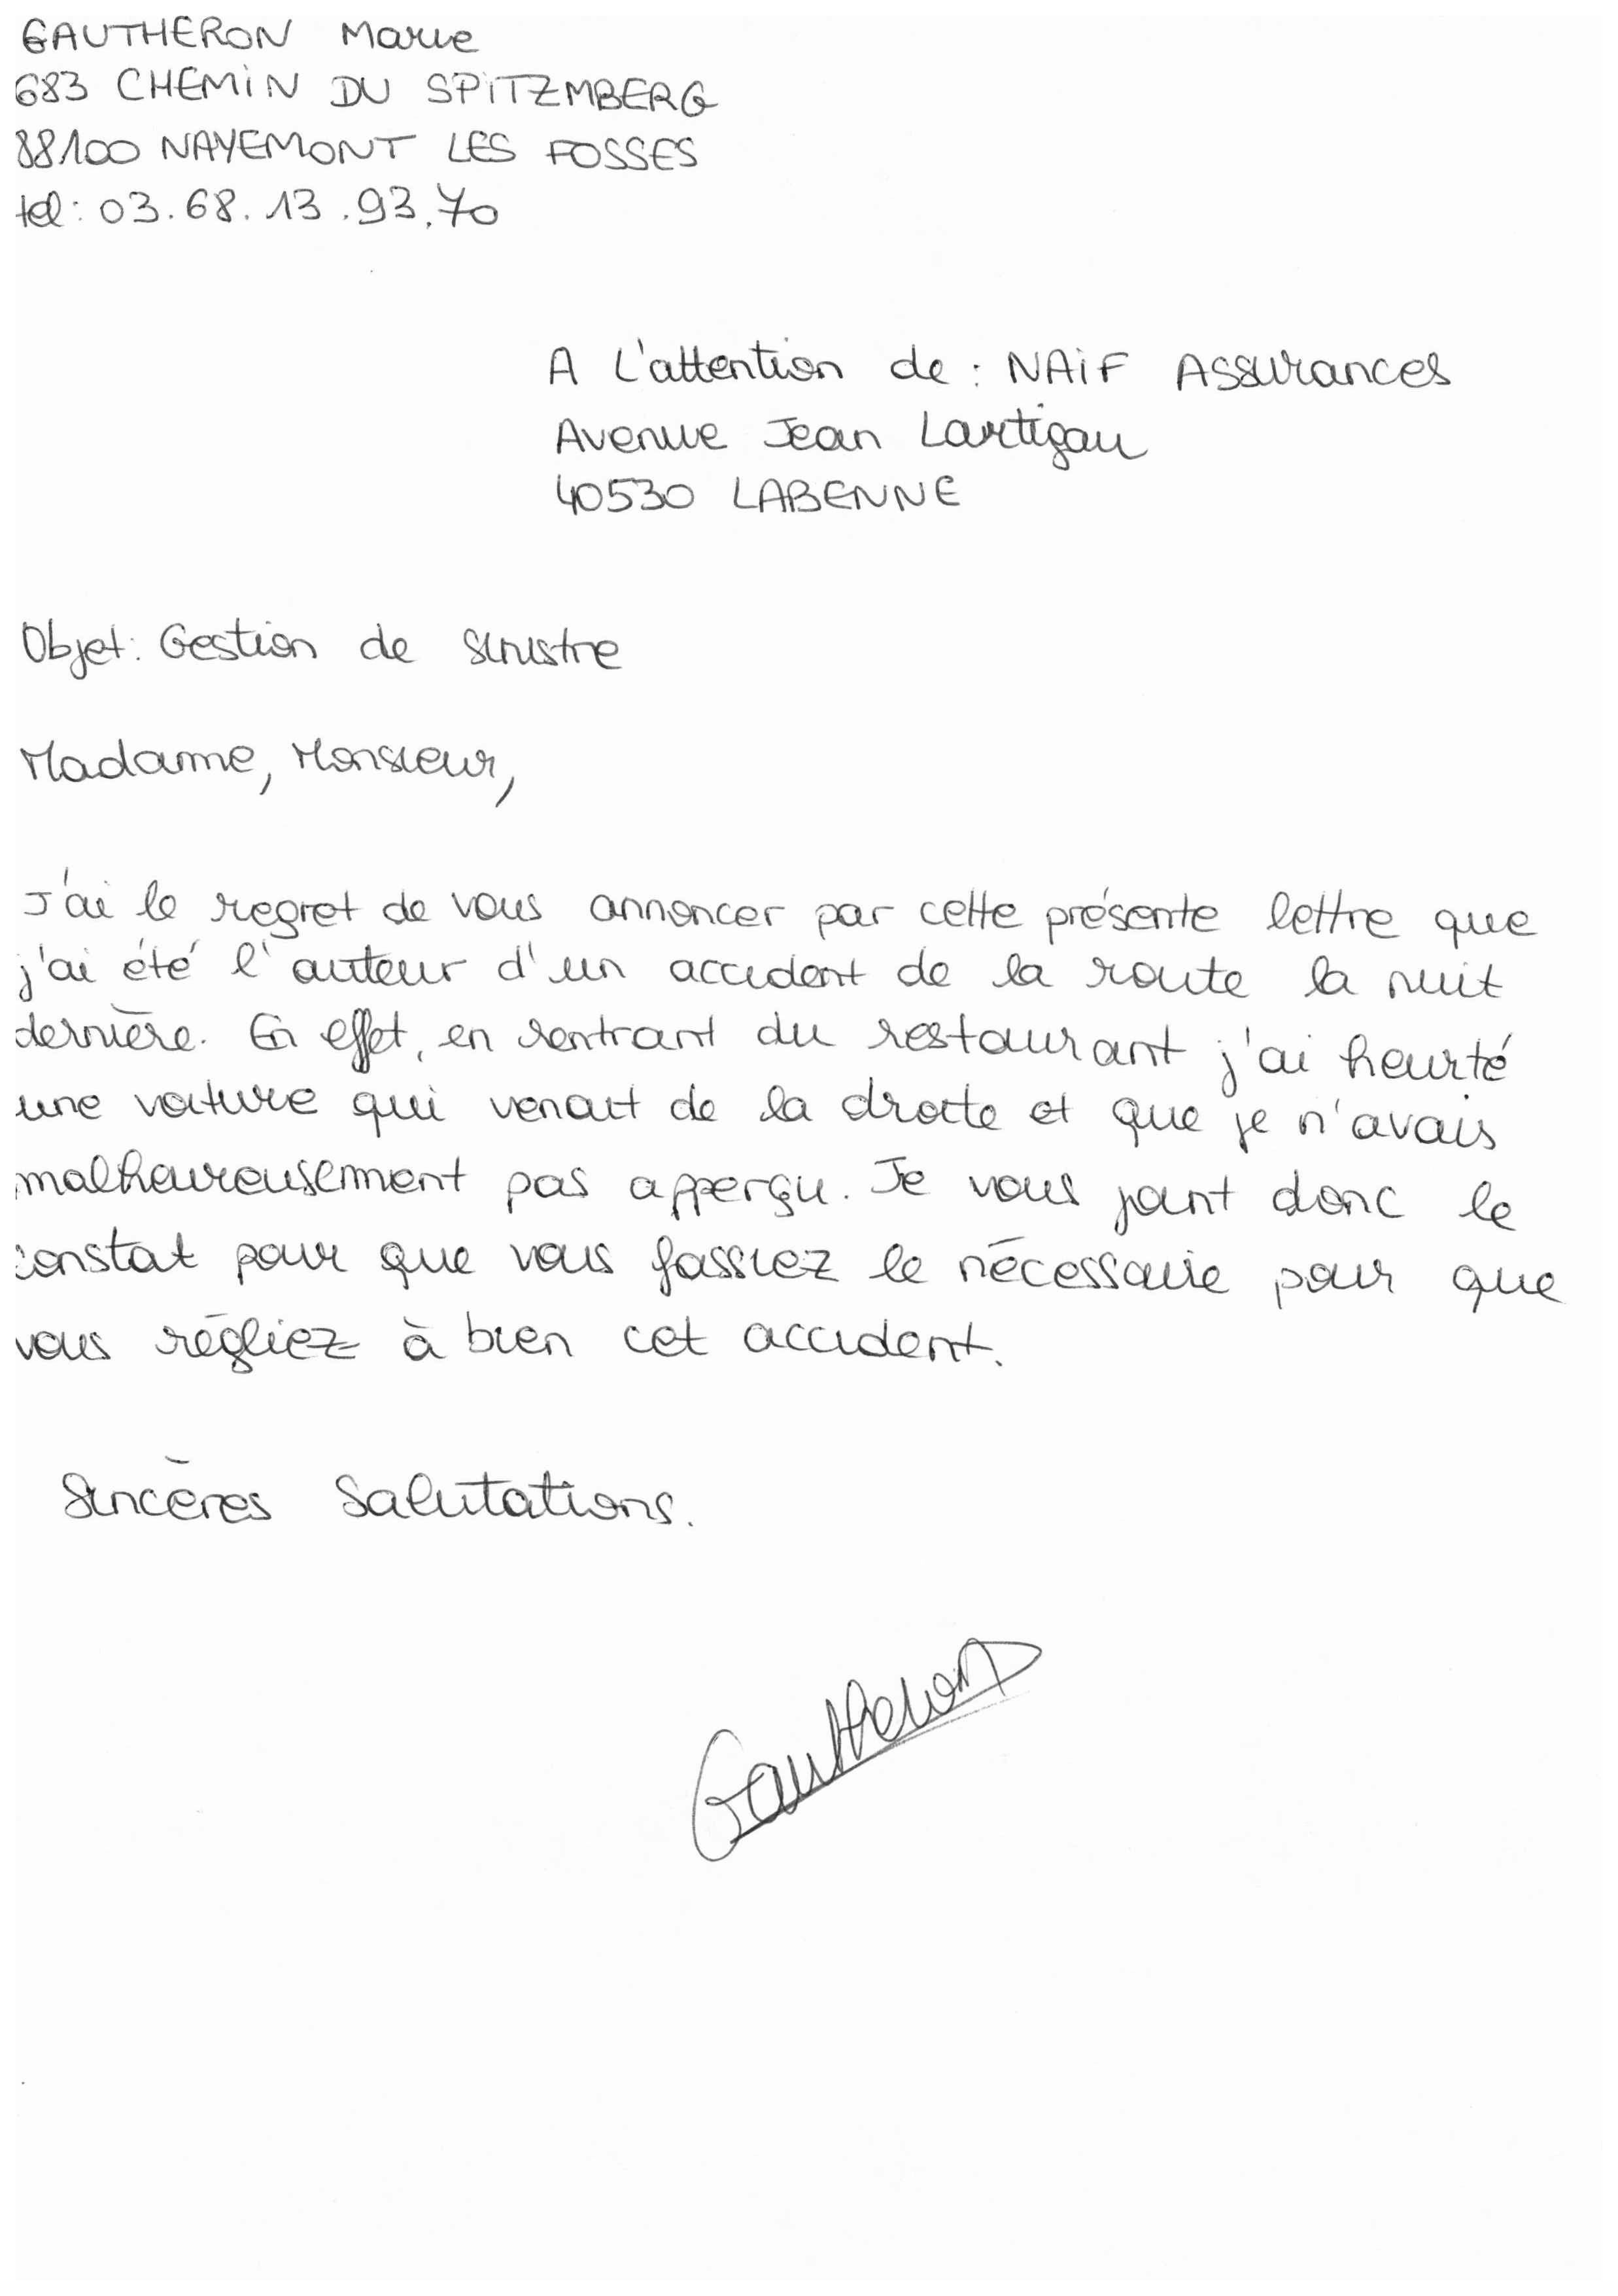 GAUTHERON Marie
683 CHEMIN DU SPITZMBERG
88100 NAYEMONT LES FOSSES
tel : 03.68.13.93.70
A L'attention de : NAIF Assurances
Avenue Jean Lartigau
40530 LABENNE
Objet : Gestion de sinistre
Madame, Monsieur,
J'ai le regret de vous annoncer par cette présente lettre que
j'ai été l'auteur d'un accident de la route la nuit
dernière. En effet, en rentrant du restaurant j'ai heurté
une voiture qui venait de la droite et que je n'avais
malheureusement pas apperçu. Je vous joint donc le
constat pour que vous fassiez le nécessaire pour que
vous régliez à bien cet accident.
Sincères Salutations.
Gautheron